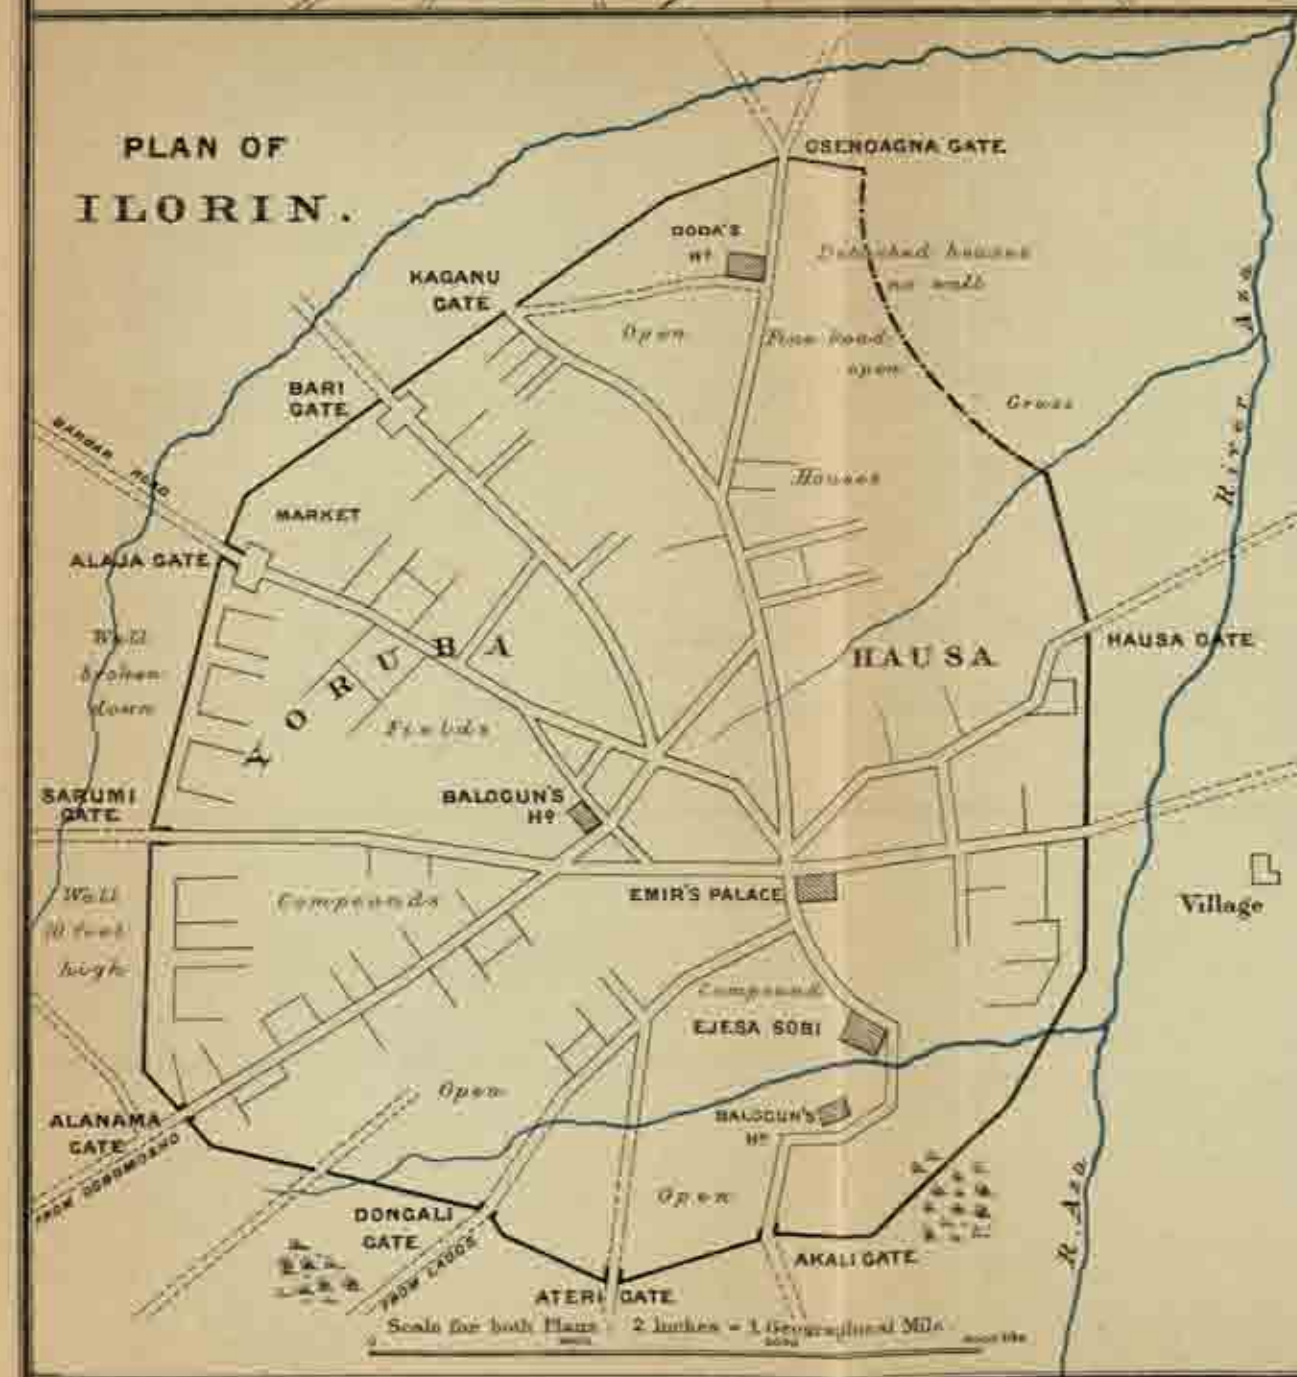 PLAN OF
ILORIN.
OSENDAGNA GATE
DODA'S
Hº
Detached houses
no wall
KAGANU
GATE
Open
Fine Road
open
BARI
GATE
Grass
River Asa
ROAD
MARKET
Houses
ALAJA GATE
Wall
broken
down
YORUBA
HAUSA
HAUSA GATE
Fields
SARUMI
GATE
BALOGUN'S
Hº
Wall
10 feet
high
Compounds
EMIR'S PALACE
Village
Compound
EJESA SOBI
Open
BALOGUN'S
Hº
ALANAMA
GATE
FROM OGBOMOSHO
Open
R. Asa
DONGALI
GATE
FROM LAGOS
AKALI GATE
ATERI GATE
Scale for both Plans 2 Inches = 1 Geographical Mile
0